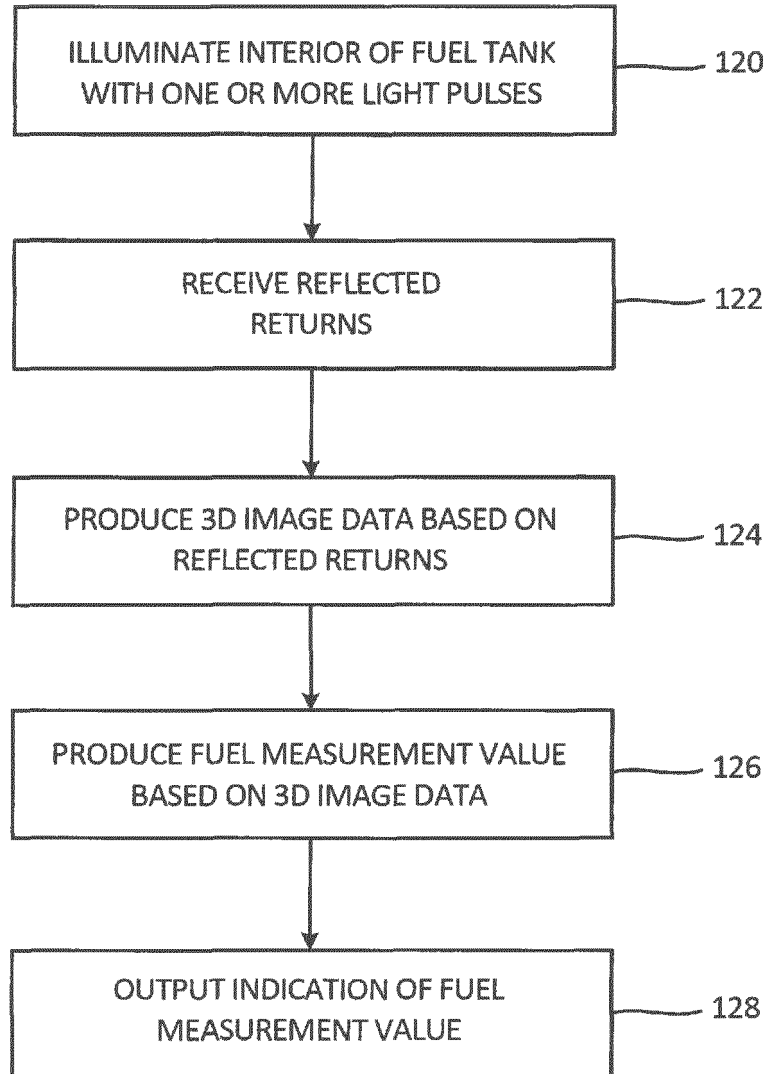 ILLUMINATE INTERIOR OF FUEL TANK
WITH ONE OR MORE LIGHT PULSES
120
RECEIVE REFLECTED
RETURNS
122
PRODUCE 3D IMAGE DATA BASED ON
REFLECTED RETURNS
124
PRODUCE FUEL MEASUREMENT VALUE
BASED ON 3D IMAGE DATA
126
OUTPUT INDICATION OF FUEL
MEASUREMENT VALUE
128